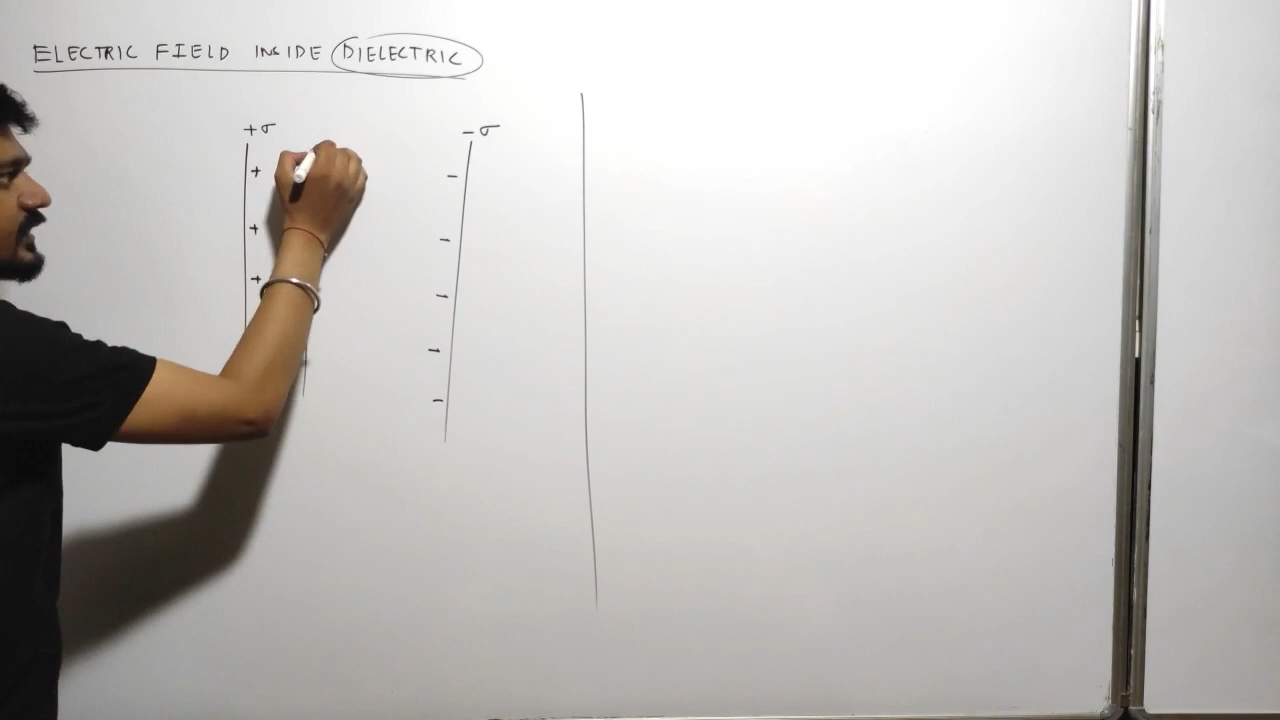 ELECTRIC FIELD INSIDE DIELECTRIC
+σ -σ
+ -
+ -
+ -
-
-